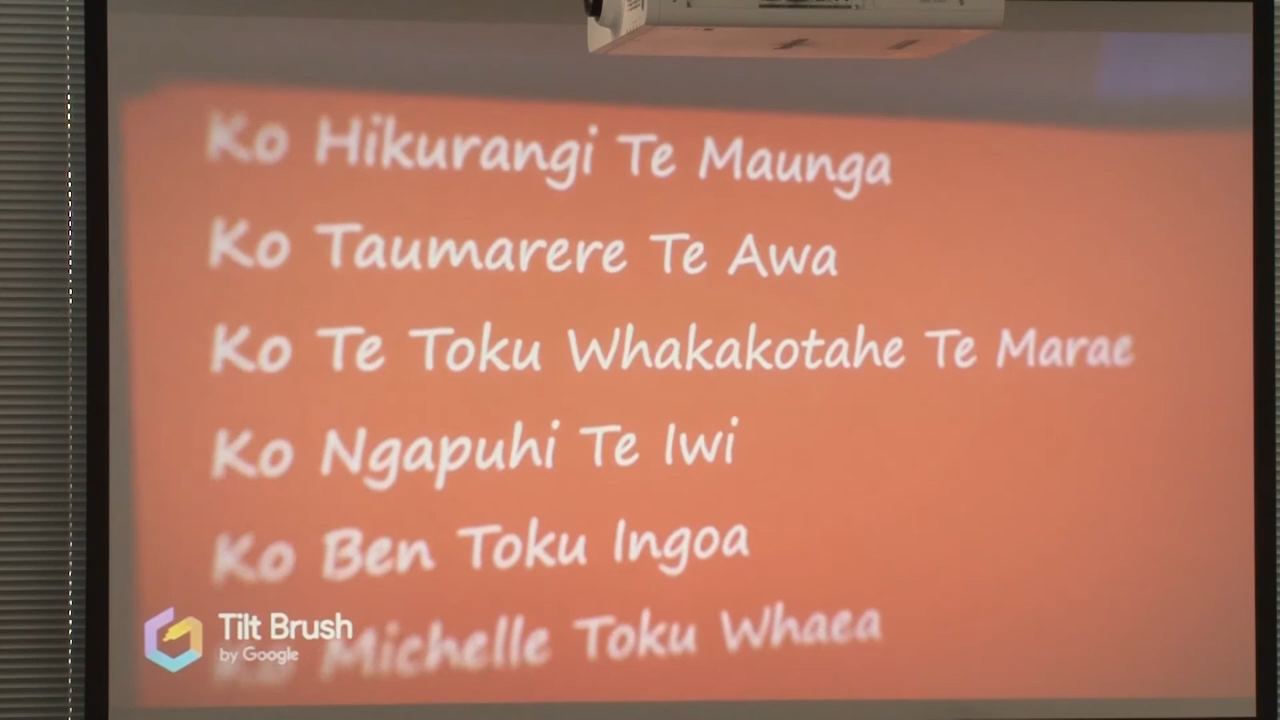 Ko Hikurangi Te Maunga
Ko Taumarere Te Awa
Ko Te Toku Whakakotahe Te Marae
Ko Ngapuhi Te Iwi
Ko Ben Toku Ingoa
Ko Michelle Toku Whaea
Tilt Brush
by Google